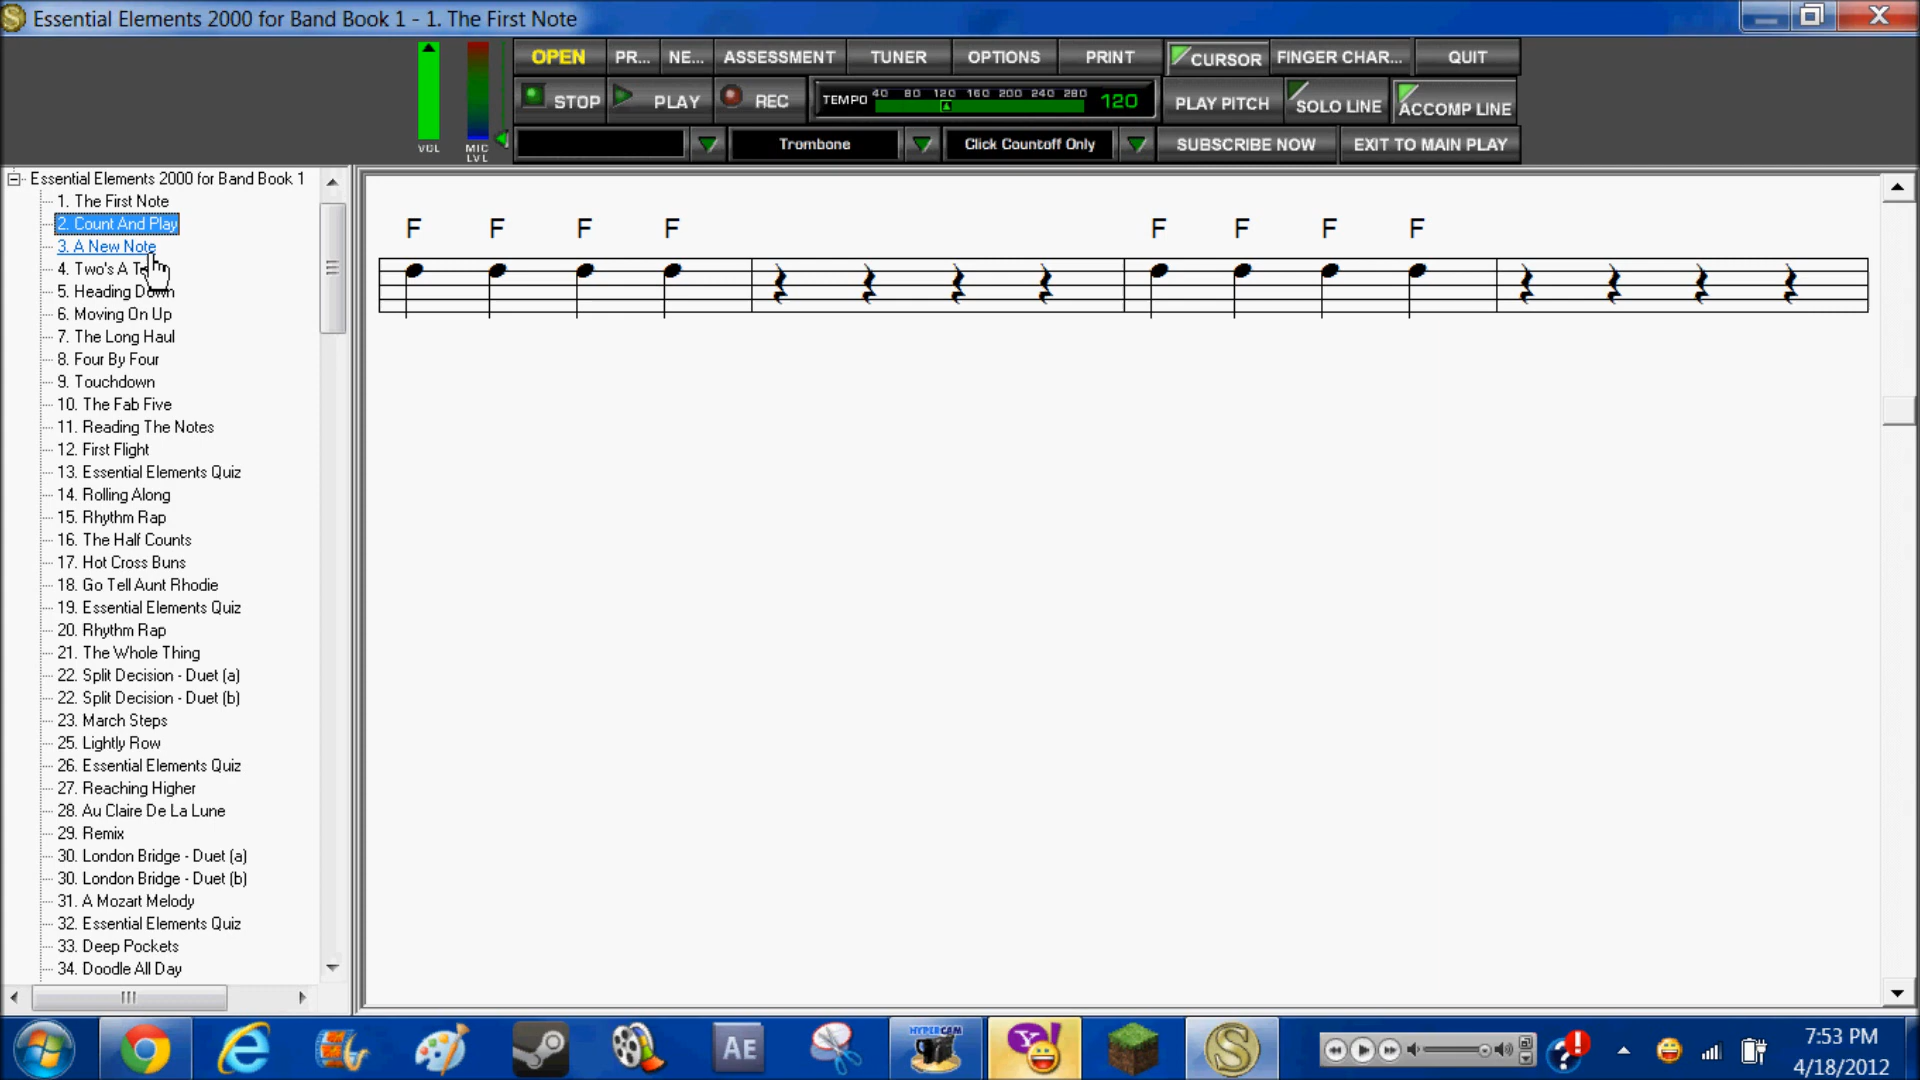 Essential Elements 2000 for Band Book 1 - 1. The First Note
OPEN PR... NE... ASSESSMENT TUNER OPTIONS PRINT CURSOR FINGER CHAR... QUIT
STOP PLAY REC TEMPO 40 80 120 160 200 240 280 120 PLAY PITCH SOLO LINE ACCOMP LINE
VOL MIC LVL Trombone Click Countoff Only SUBSCRIBE NOW EXIT TO MAIN PLAY
Essential Elements 2000 for Band Book 1
1. The First Note
2. Count And Play
3. A New Note
4. Two's A
5. Heading Down
6. Moving On Up
7. The Long Haul
8. Four By Four
9. Touchdown
10. The Fab Five
11. Reading The Notes
12. First Flight
13. Essential Elements Quiz
14. Rolling Along
15. Rhythm Rap
16. The Half Counts
17. Hot Cross Buns
18. Go Tell Aunt Rhodie
19. Essential Elements Quiz
20. Rhythm Rap
21. The Whole Thing
22. Split Decision - Duet (a)
22. Split Decision - Duet (b)
23. March Steps
25. Lightly Row
26. Essential Elements Quiz
27. Reaching Higher
28. Au Claire De La Lune
29. Remix
30. London Bridge - Duet (a)
30. London Bridge - Duet (b)
31. A Mozart Melody
32. Essential Elements Quiz
33. Deep Pockets
34. Doodle All Day
F F F F F F F F
AE HYPERCAM Y! S
7:53 PM
4/18/2012